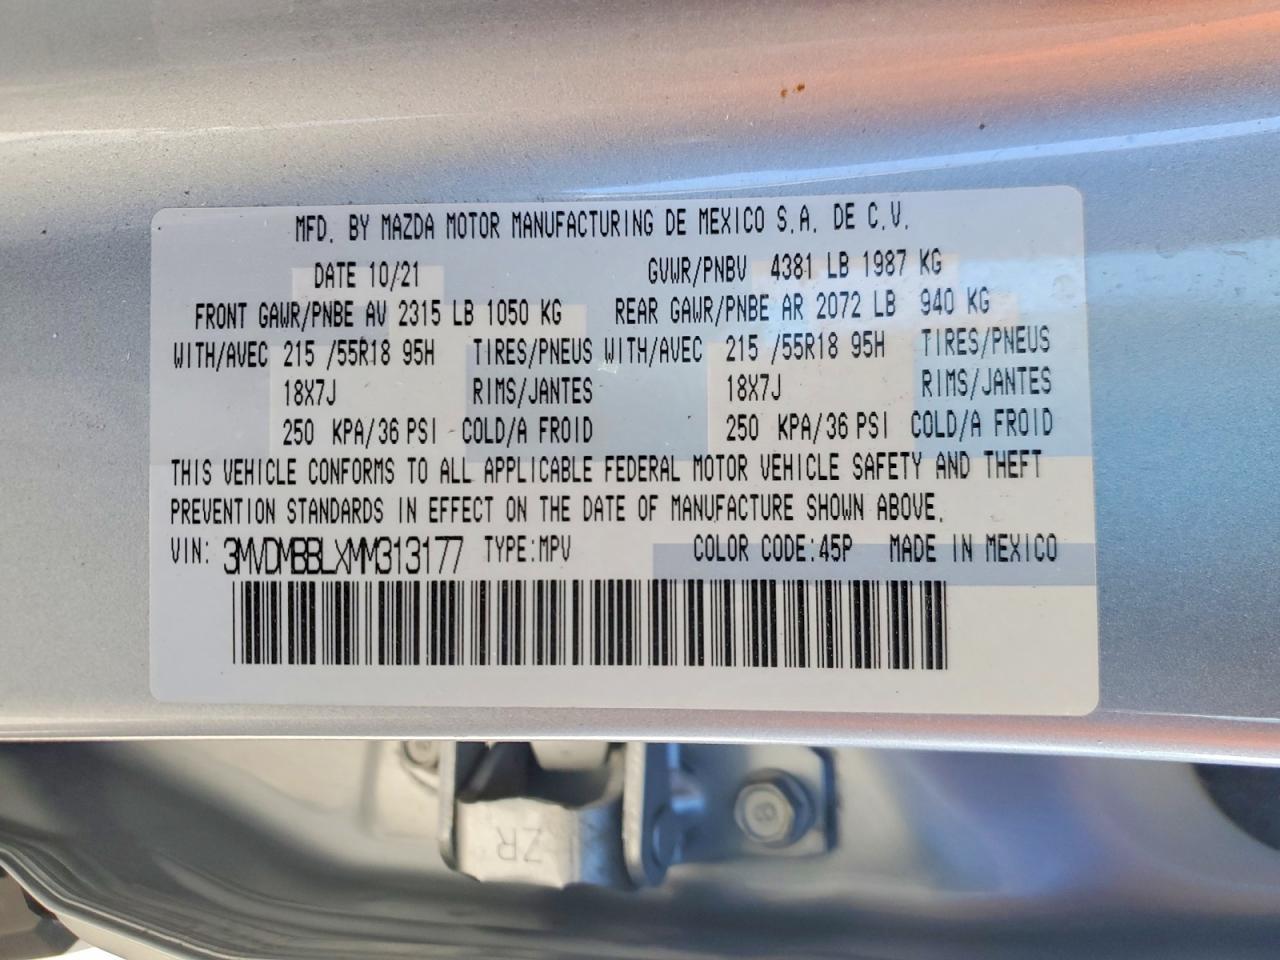 MFD. BY MAZDA MOTOR MANUFACTURING DE MEXICO S.A. DE C.V.
DATE 10/21 GVWR/PNBV 4381 LB 1987 KG
FRONT GAWR/PNBE AV 2315 LB 1050 KG REAR GAWR/PNBE AR 2072 LB 940 KG
WITH/AVEC 215 /55R18 95H TIRES/PNEUS WITH/AVEC 215 /55R18 95H TIRES/PNEUS
18X7J RIMS/JANTES 18X7J RIMS/JANTES
250 KPA/36 PSI COLD/A FROID 250 KPA/36 PSI COLD/A FROID
THIS VEHICLE CONFORMS TO ALL APPLICABLE FEDERAL MOTOR VEHICLE SAFETY AND THEFT
PREVENTION STANDARDS IN EFFECT ON THE DATE OF MANUFACTURE SHOWN ABOVE.
VIN: 3MVDMBBLXMM313177 TYPE:MPV COLOR CODE:45P MADE IN MEXICO
ZR